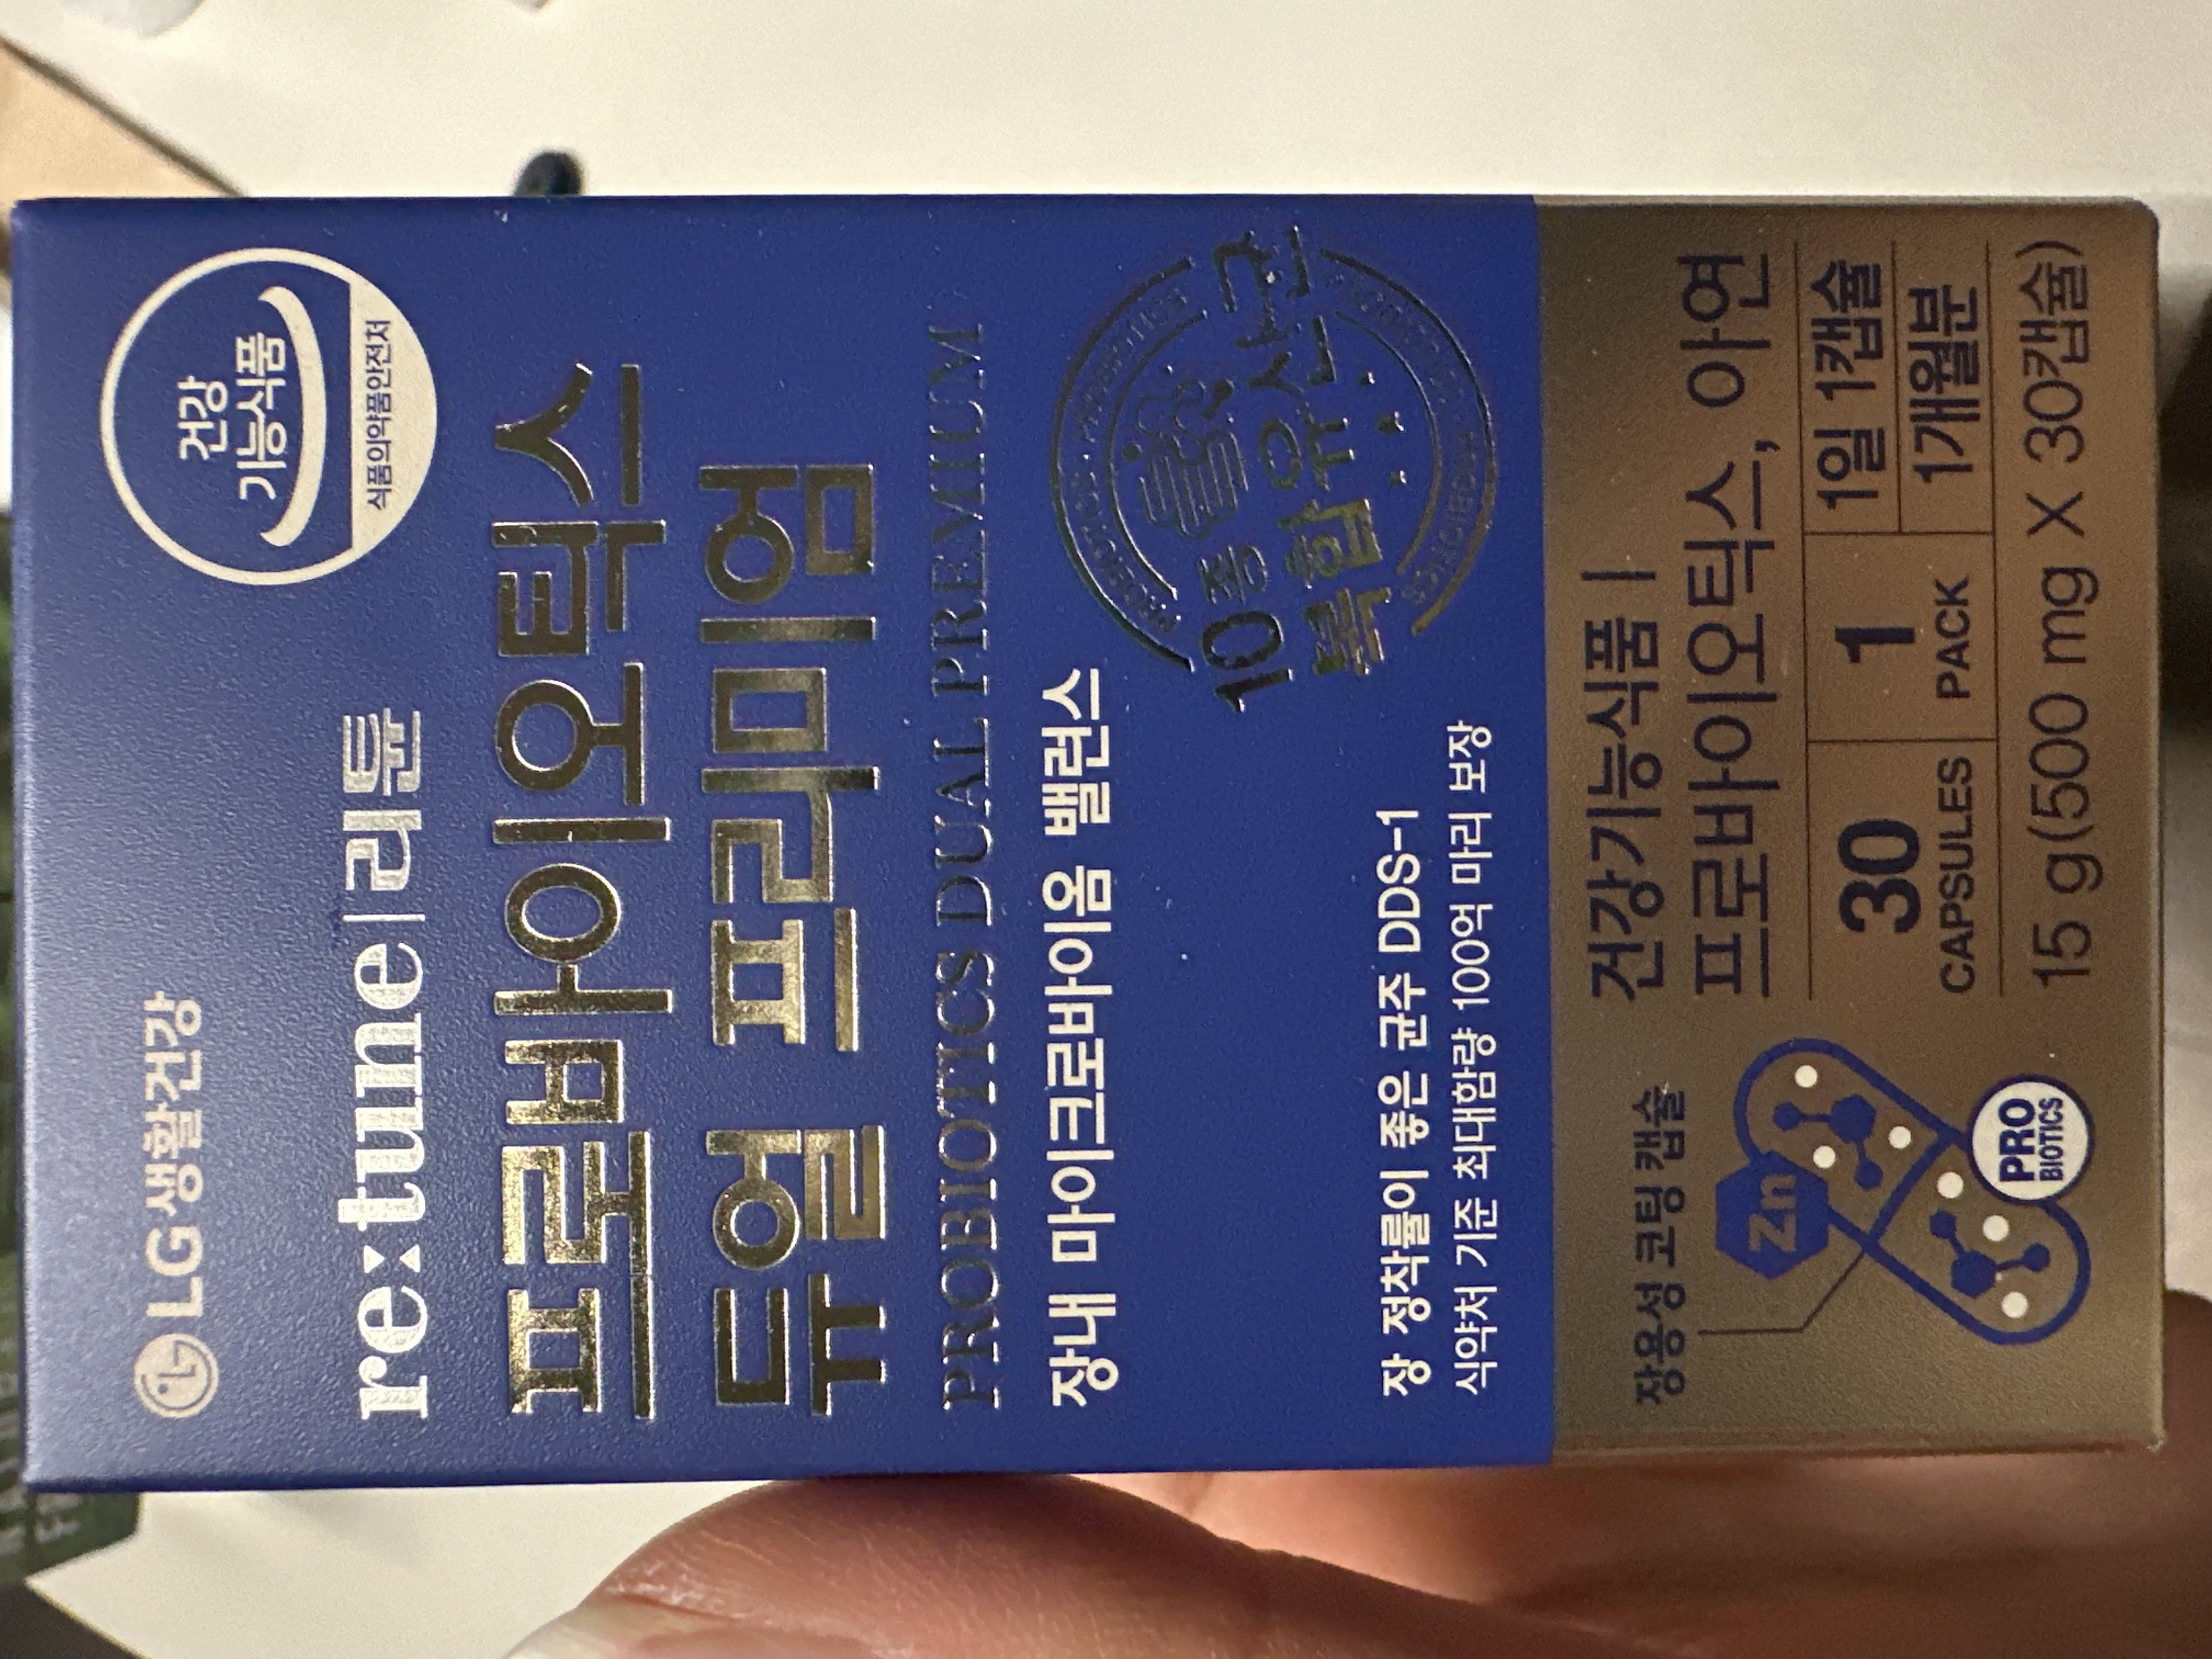 LG생활건강
건강
기능식품
식품의약품안전처
re:tune|리튠
프로바이오틱스
듀얼 프리미엄
PROBIOTICS DUAL PREMIUM
장내 마이크로바이옴 밸런스
10종
복합유산균
장 정착률이 좋은 균주 DDS-1
식약처 기준 최대함량 100억 마리 보장
장용성 코팅 캡슐
Zn
PRO
BIOTICS
건강기능식품 |
프로바이오틱스, 아연
30
CAPSULES
1
PACK
1일 1캡슐
1개월분
15 g(500 mg X 30캡슐)